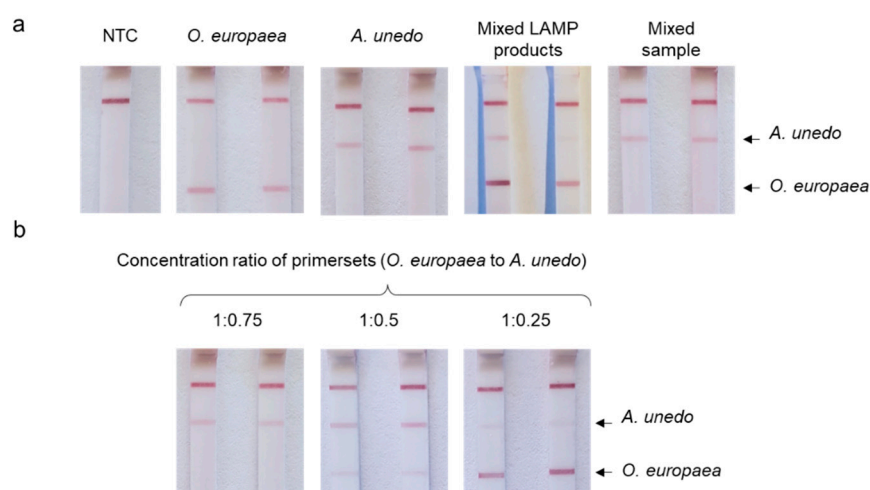 a
NTC
O. europaea
A. unedo
Mixed LAMP
products
Mixed
sample
A. unedo
O. europaea
b
Concentration ratio of primersets (O. europaea to A. unedo)
1:0.75
1:0.5
1:0.25
A. unedo
O. europaea